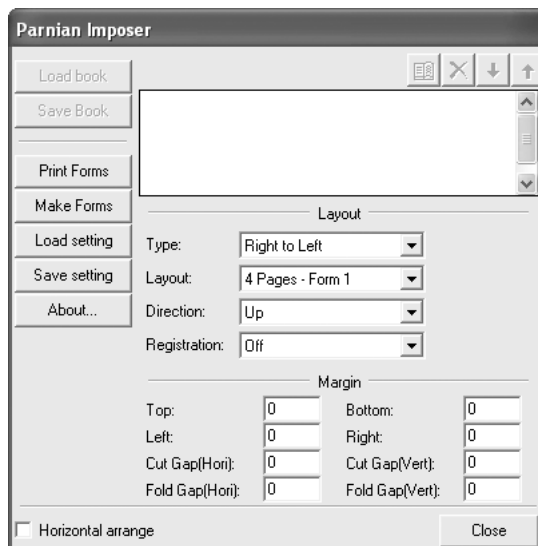 Parnian Imposer
Load book
Save Book
Print Forms
Make Forms
Load setting
Save setting
About...
Layout
Type: Right to Left
Layout: 4 Pages - Form 1
Direction: Up
Registration: Off
Margin
Top: 0 Bottom: 0
Left: 0 Right: 0
Cut Gap(Hori): 0 Cut Gap(Vert): 0
Fold Gap(Hori): 0 Fold Gap(Vert): 0
Horizontal arrange Close